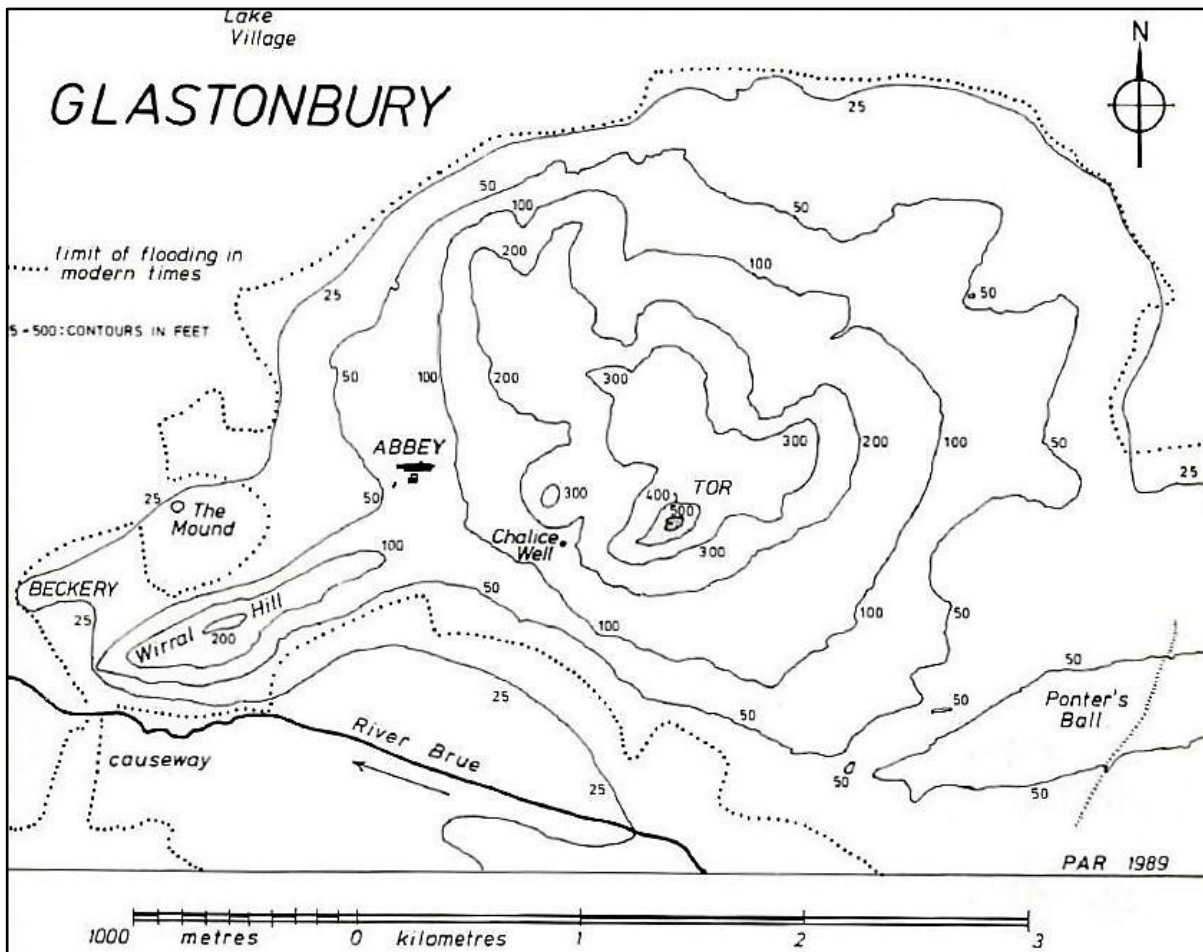 Lake
Village
N
GLASTONBURY
25
50
50
100
200
limit of flooding in
modern times
100
50
25
5-500:CONTOURS IN FEET
50
100
200
300
ABBEY
300
200
100
50
25
TOR
25
The
Mound
50
300
400
500
Chalice
Well
300
100
BECKERY
25
Wirral Hill
200
50
100
50
50
Ponter's
Ball
50
25
50
River Brue
causeway
25
50
50
PAR 1989
1000 metres 0 kilometres 1 2 3